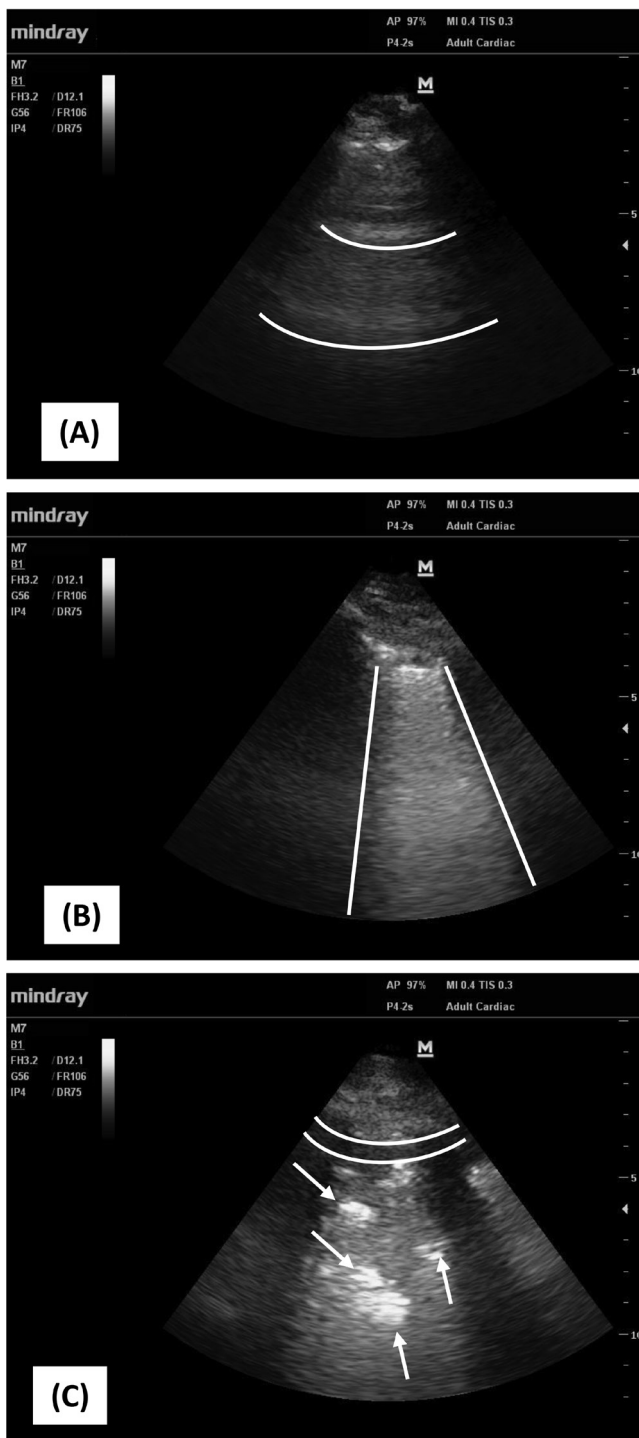 mindray
AP 97% MI 0.4 TIS 0.3
P4-2s Adult Cardiac
M7
B1
FH3.2 / D12.1
G56 / FR106
IP4 / DR75
M
5
10
(A)
mindray
AP 97% MI 0.4 TIS 0.3
P4-2s Adult Cardiac
M7
B1
FH3.2 / D12.1
G56 / FR106
IP4 / DR75
M
5
10
(B)
mindray
AP 97% MI 0.4 TIS 0.3
P4-2s Adult Cardiac
M7
B1
FH3.2 / D12.1
G56 / FR106
IP4 / DR75
M
5
10
(C)